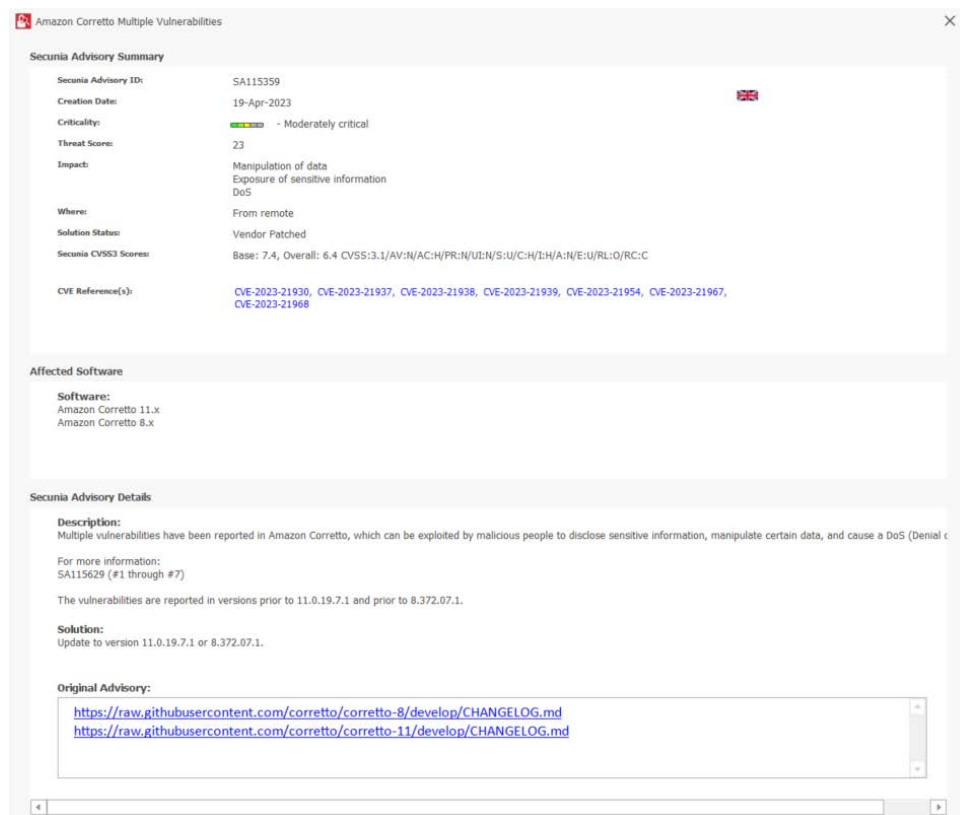 Amazon Corretto Multiple Vulnerabilities
Secunia Advisory Summary
Secunia Advisory ID: SA115359
Creation Date: 19-Apr-2023
Criticality: - Moderately critical
Threat Score: 23
Impact: Manipulation of data
Exposure of sensitive information
DoS
Where: From remote
Solution Status: Vendor Patched
Secunia CVSS3 Scores: Base: 7.4, Overall: 6.4 CVSS:3.1/AV:N/AC:H/PR:N/UI:N/S:U/C:H/I:H/A:N/E:U/RL:O/RC:C
CVE Reference(s): CVE-2023-21930, CVE-2023-21937, CVE-2023-21938, CVE-2023-21939, CVE-2023-21954, CVE-2023-21967,
CVE-2023-21968
Affected Software
Software:
Amazon Corretto 11.x
Amazon Corretto 8.x
Secunia Advisory Details
Description:
Multiple vulnerabilities have been reported in Amazon Corretto, which can be exploited by malicious people to disclose sensitive information, manipulate certain data, and cause a DoS (Denial
For more information:
SA115629 (#1 through #7)
The vulnerabilities are reported in versions prior to 11.0.19.7.1 and prior to 8.372.07.1.
Solution:
Update to version 11.0.19.7.1 or 8.372.07.1.
Original Advisory:
https://raw.githubusercontent.com/corretto/corretto-8/develop/CHANGELOG.md
https://raw.githubusercontent.com/corretto/corretto-11/develop/CHANGELOG.md